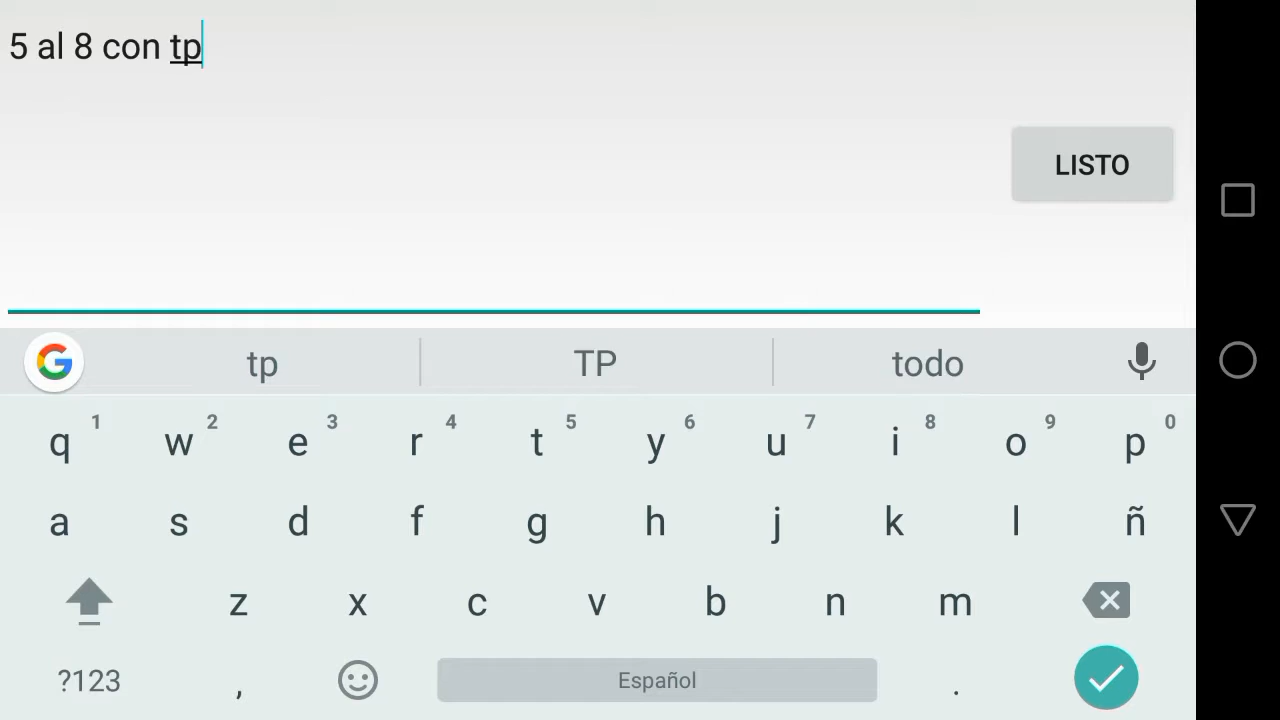 5 al 8 con tp
LISTO
tp TP todo
1 2 3 4 5 6 7 8 9 0
q w e r t y u i o p
a s d f g h j k l ñ
z x c v b n m
?123 , Español .